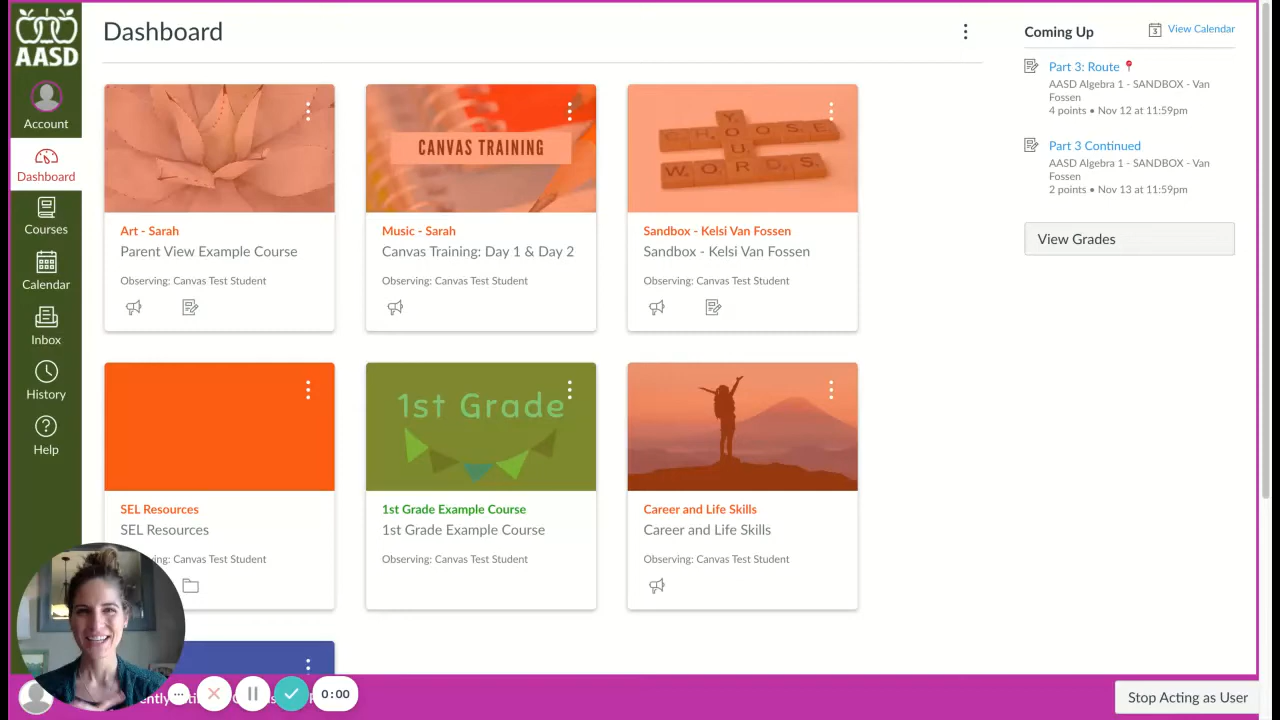 AASD
Account
Dashboard
Courses
Calendar
Inbox
History
Help
Dashboard
CANVAS TRAINING
CHOOSE
YOUR
WORDS.
Art - Sarah
Parent View Example Course
Observing: Canvas Test Student
Music - Sarah
Canvas Training: Day 1 & Day 2
Observing: Canvas Test Student
Sandbox - Kelsi Van Fossen
Sandbox - Kelsi Van Fossen
Observing: Canvas Test Student
1st Grade
SEL Resources
SEL Resources
Canvas Test Student
1st Grade Example Course
1st Grade Example Course
Observing: Canvas Test Student
Career and Life Skills
Career and Life Skills
Observing: Canvas Test Student
Coming Up
3 View Calendar
Part 3: Route
AASD Algebra 1 - SANDBOX - Van
Fossen
4 points • Nov 12 at 11:59pm
Part 3 Continued
AASD Algebra 1 - SANDBOX - Van
Fossen
2 points • Nov 13 at 11:59pm
View Grades
0:00
Stop Acting as User